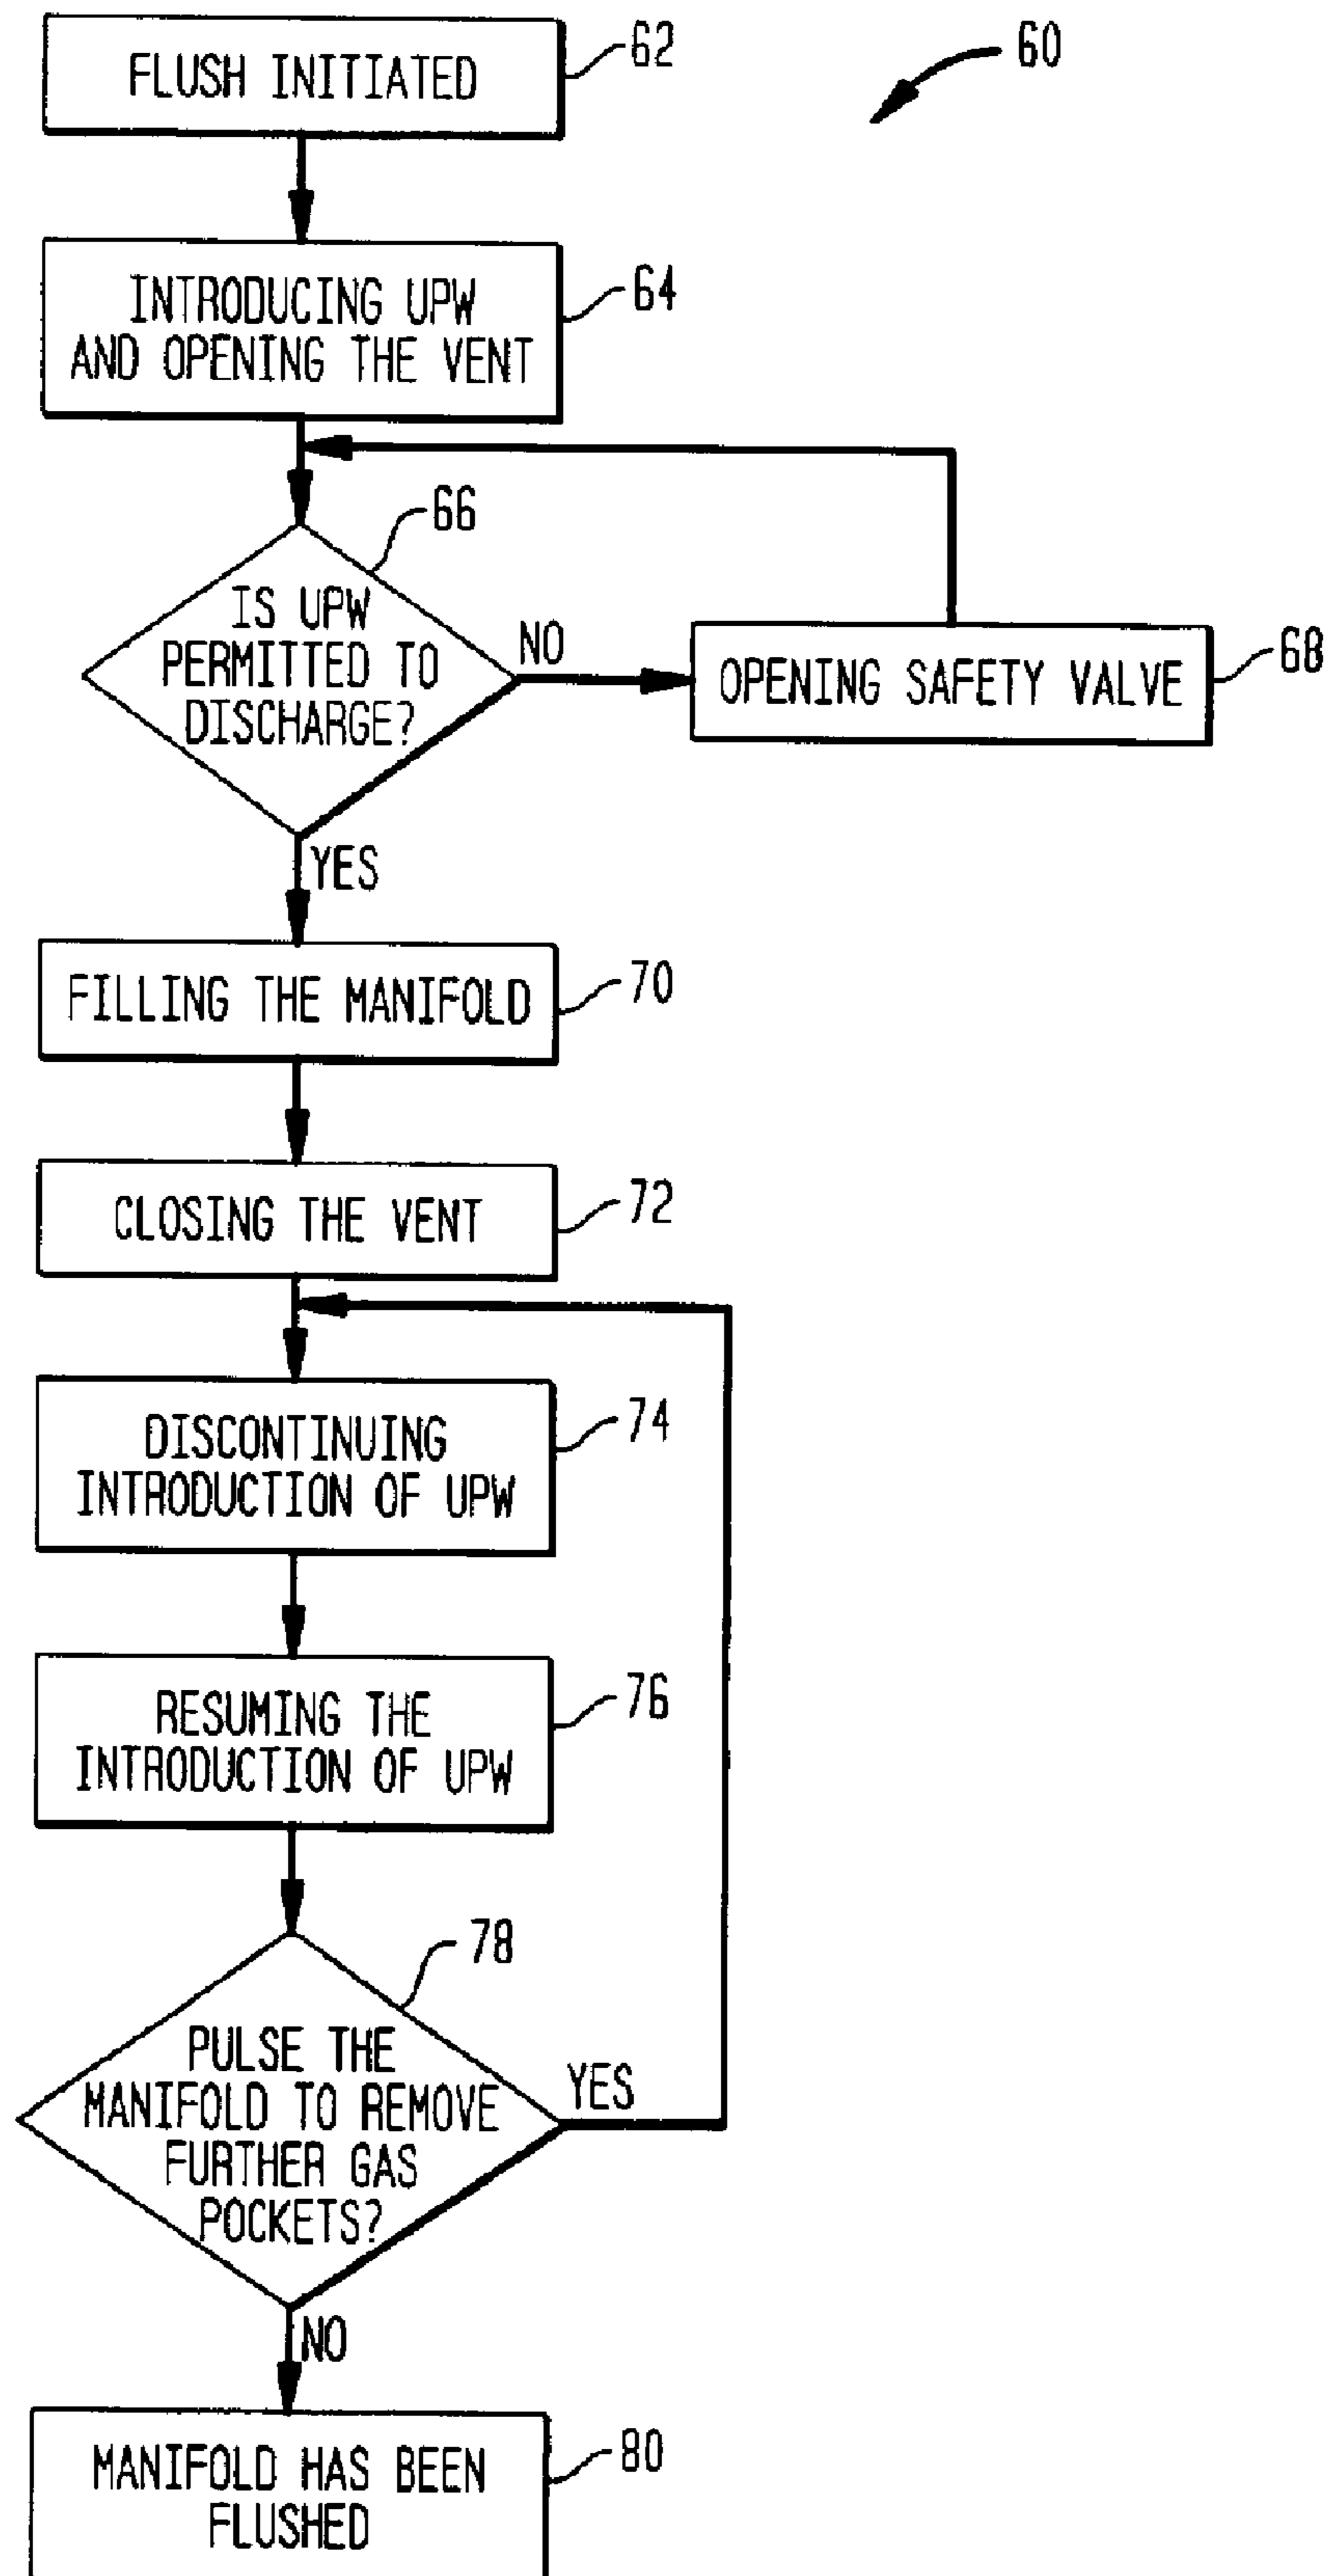 60
FLUSH INITIATED
62
INTRODUCING UPW
AND OPENING THE VENT
64
IS UPW
PERMITTED TO
DISCHARGE?
66
NO
OPENING SAFETY VALVE
68
YES
FILLING THE MANIFOLD
70
CLOSING THE VENT
72
DISCONTINUING
INTRODUCTION OF UPW
74
RESUMING THE
INTRODUCTION OF UPW
76
PULSE THE
MANIFOLD TO REMOVE
FURTHER GAS
POCKETS?
78
YES
NO
MANIFOLD HAS BEEN
FLUSHED
80